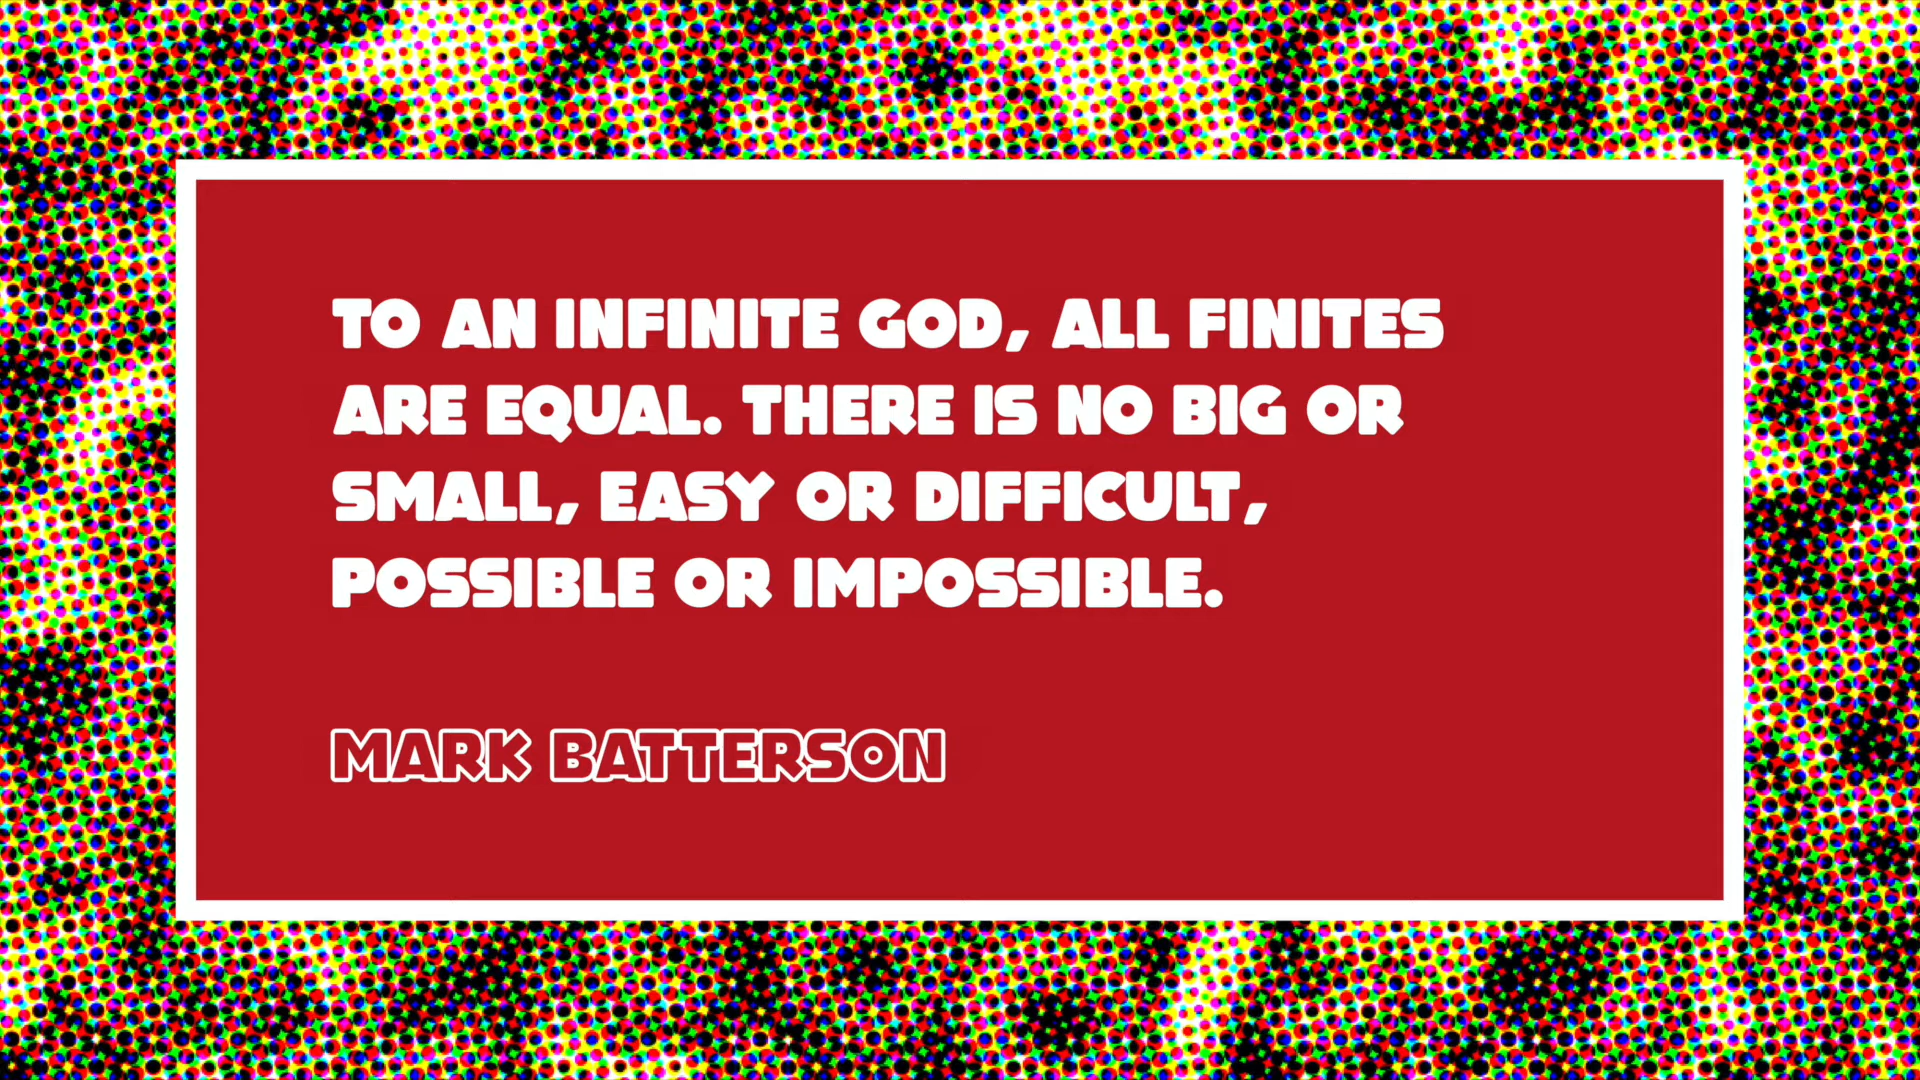 TO AN INFINITE GOD, ALL FINITES
ARE EQUAL. THERE IS NO BIG OR
SMALL, EASY OR DIFFICULT,
POSSIBLE OR IMPOSSIBLE.
MARK BATTERSON